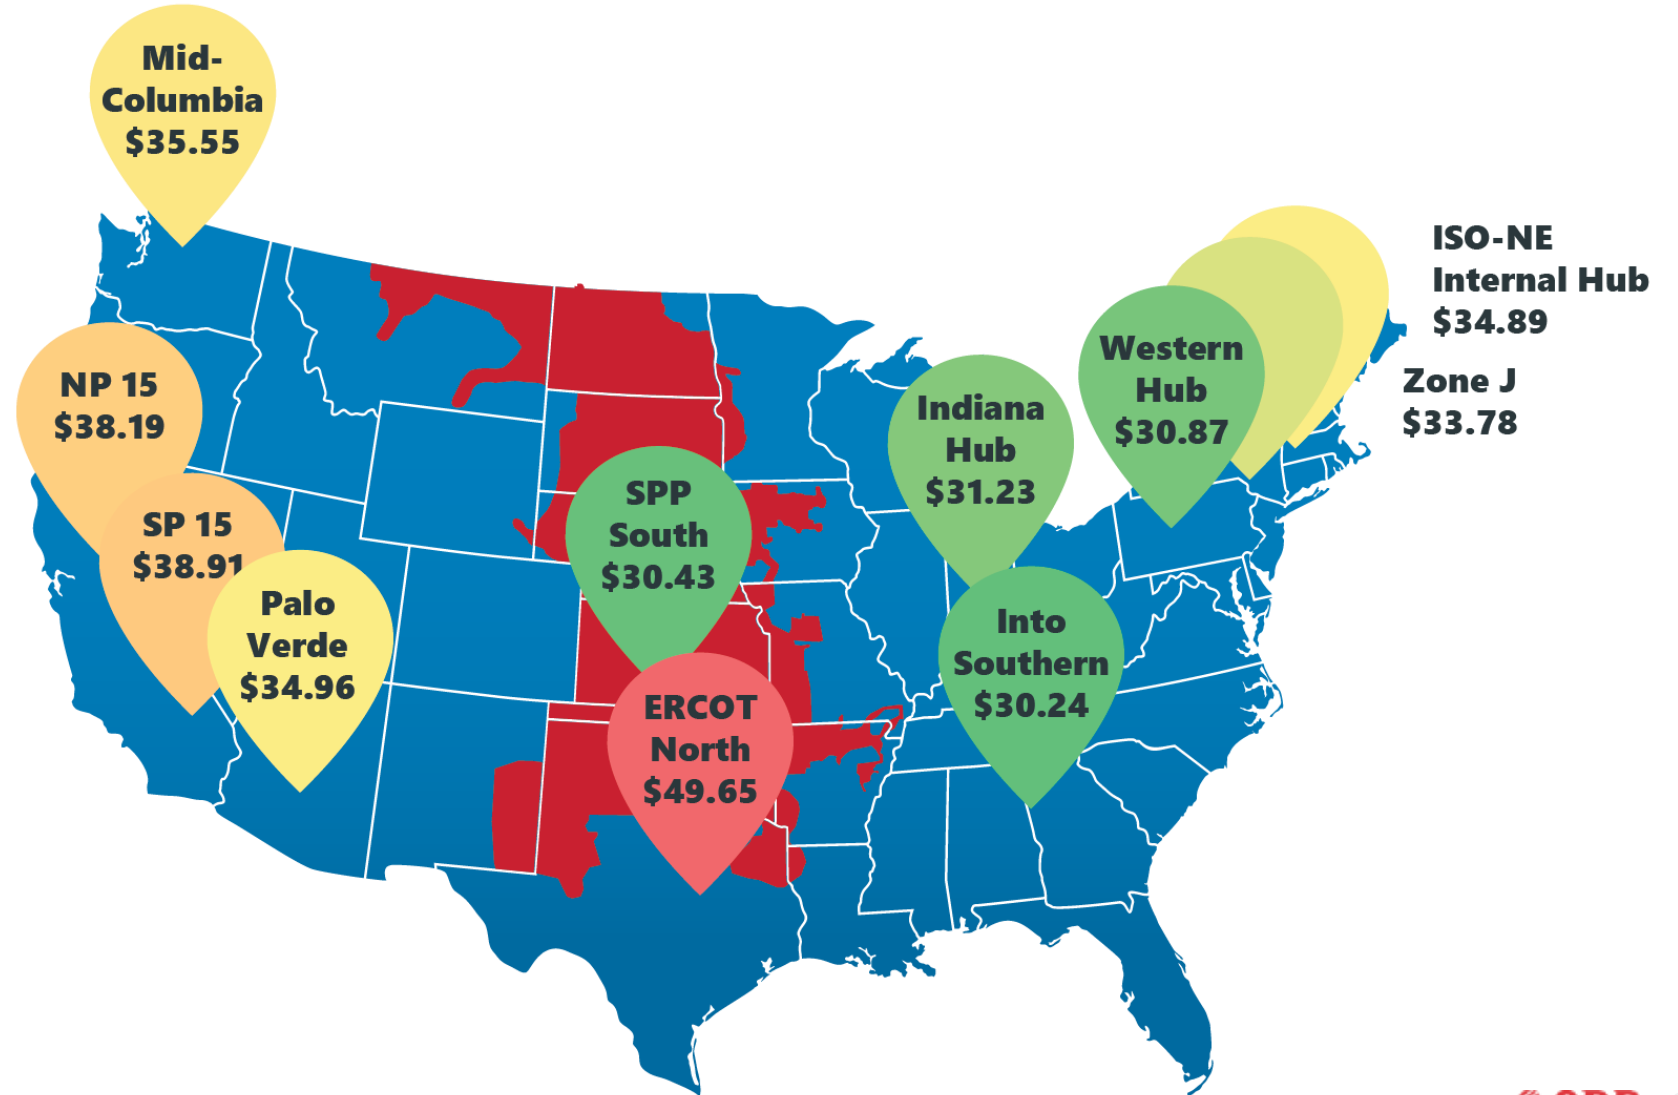 Mid-
Columbia
$35.55
ISO-NE
Internal Hub
$34.89
Zone J
$33.78
Western
Hub
$30.87
NP 15
$38.19
Indiana
Hub
$31.23
SPP
South
$30.43
SP 15
$38.91
Palo
Verde
$34.96
Into
Southern
$30.24
ERCOT
North
$49.65